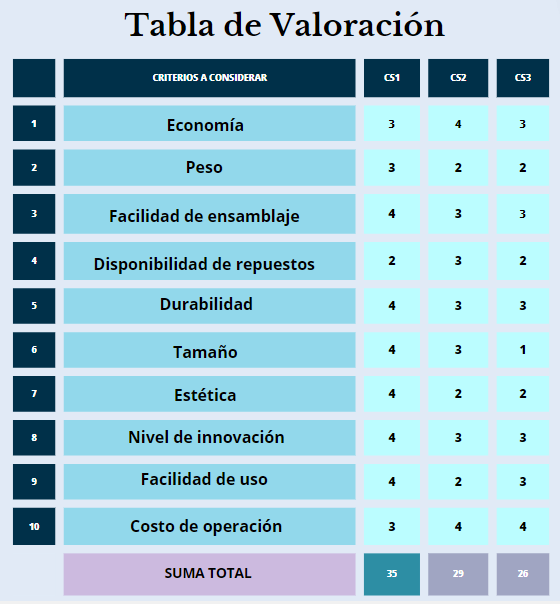 Tabla de Valoración
CRITERIOS A CONSIDERAR CS1 CS2 CS3
1 Economía 3 4 3
2 Peso 3 2 2
3 Facilidad de ensamblaje 4 3 3
4 Disponibilidad de repuestos 2 3 2
5 Durabilidad 4 3 3
6 Tamaño 4 3 1
7 Estética 4 2 2
8 Nivel de innovación 4 3 3
9 Facilidad de uso 4 2 3
10 Costo de operación 3 4 4
SUMA TOTAL 35 29 26